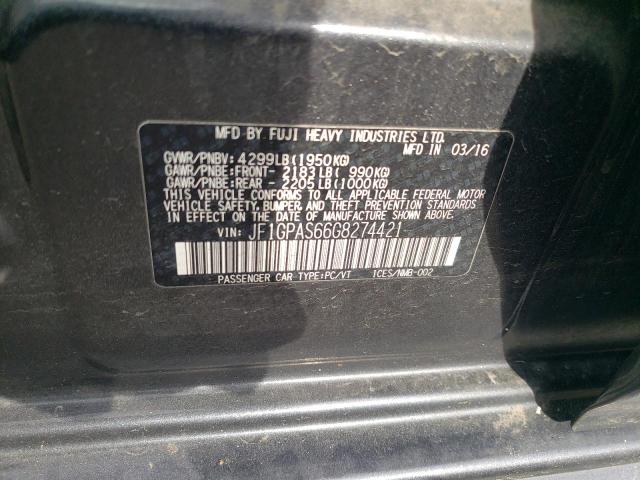 MFD BY FUJI HEAVY INDUSTRIES LTD.
MFD IN 03/16
GVWR/PNBV: 4299LB(1950KG)
GAWR/PNBE:FRONT- 2183LB( 990KG)
GAWR/PNBE:REAR - 2205LB(1000KG)
THIS VEHICLE CONFORMS TO ALL APPLICABLE FEDERAL MOTOR
VEHICLE SAFETY, BUMPER, AND THEFT PREVENTION STANDARDS
IN EFFECT ON THE DATE OF MANUFACTURE SHOWN ABOVE.
VIN: JF1GPAS66G8274421
PASSENGER CAR TYPE:PC/VT 1CES/NMB-002